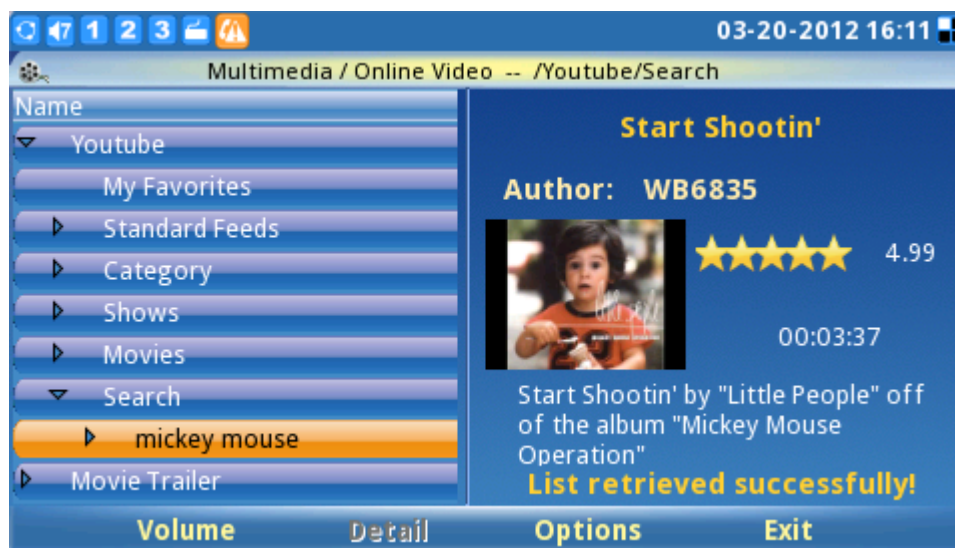 7 1 2 3 03-20-2012 16:11
Multimedia / Online Video -- /Youtube/Search
Name
Youtube
My Favorites
Standard Feeds
Category
Shows
Movies
Search
mickey mouse
Movie Trailer
Start Shootin'
Author: WB6835
4.99
00:03:37
Start Shootin' by "Little People" off
of the album "Mickey Mouse
Operation"
List retrieved successfully!
Volume Detail Options Exit